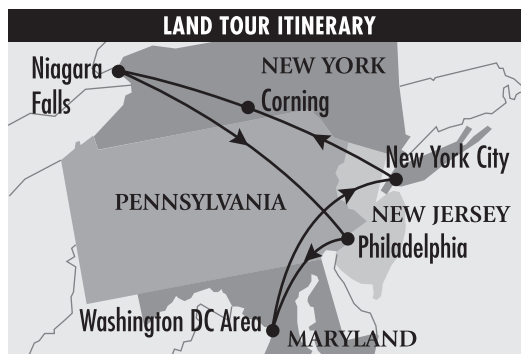 LAND TOUR ITINERARY
Niagara
Falls
NEW YORK
Corning
New York City
PENNSYLVANIA
NEW JERSEY
Philadelphia
Washington DC Area
MARYLAND